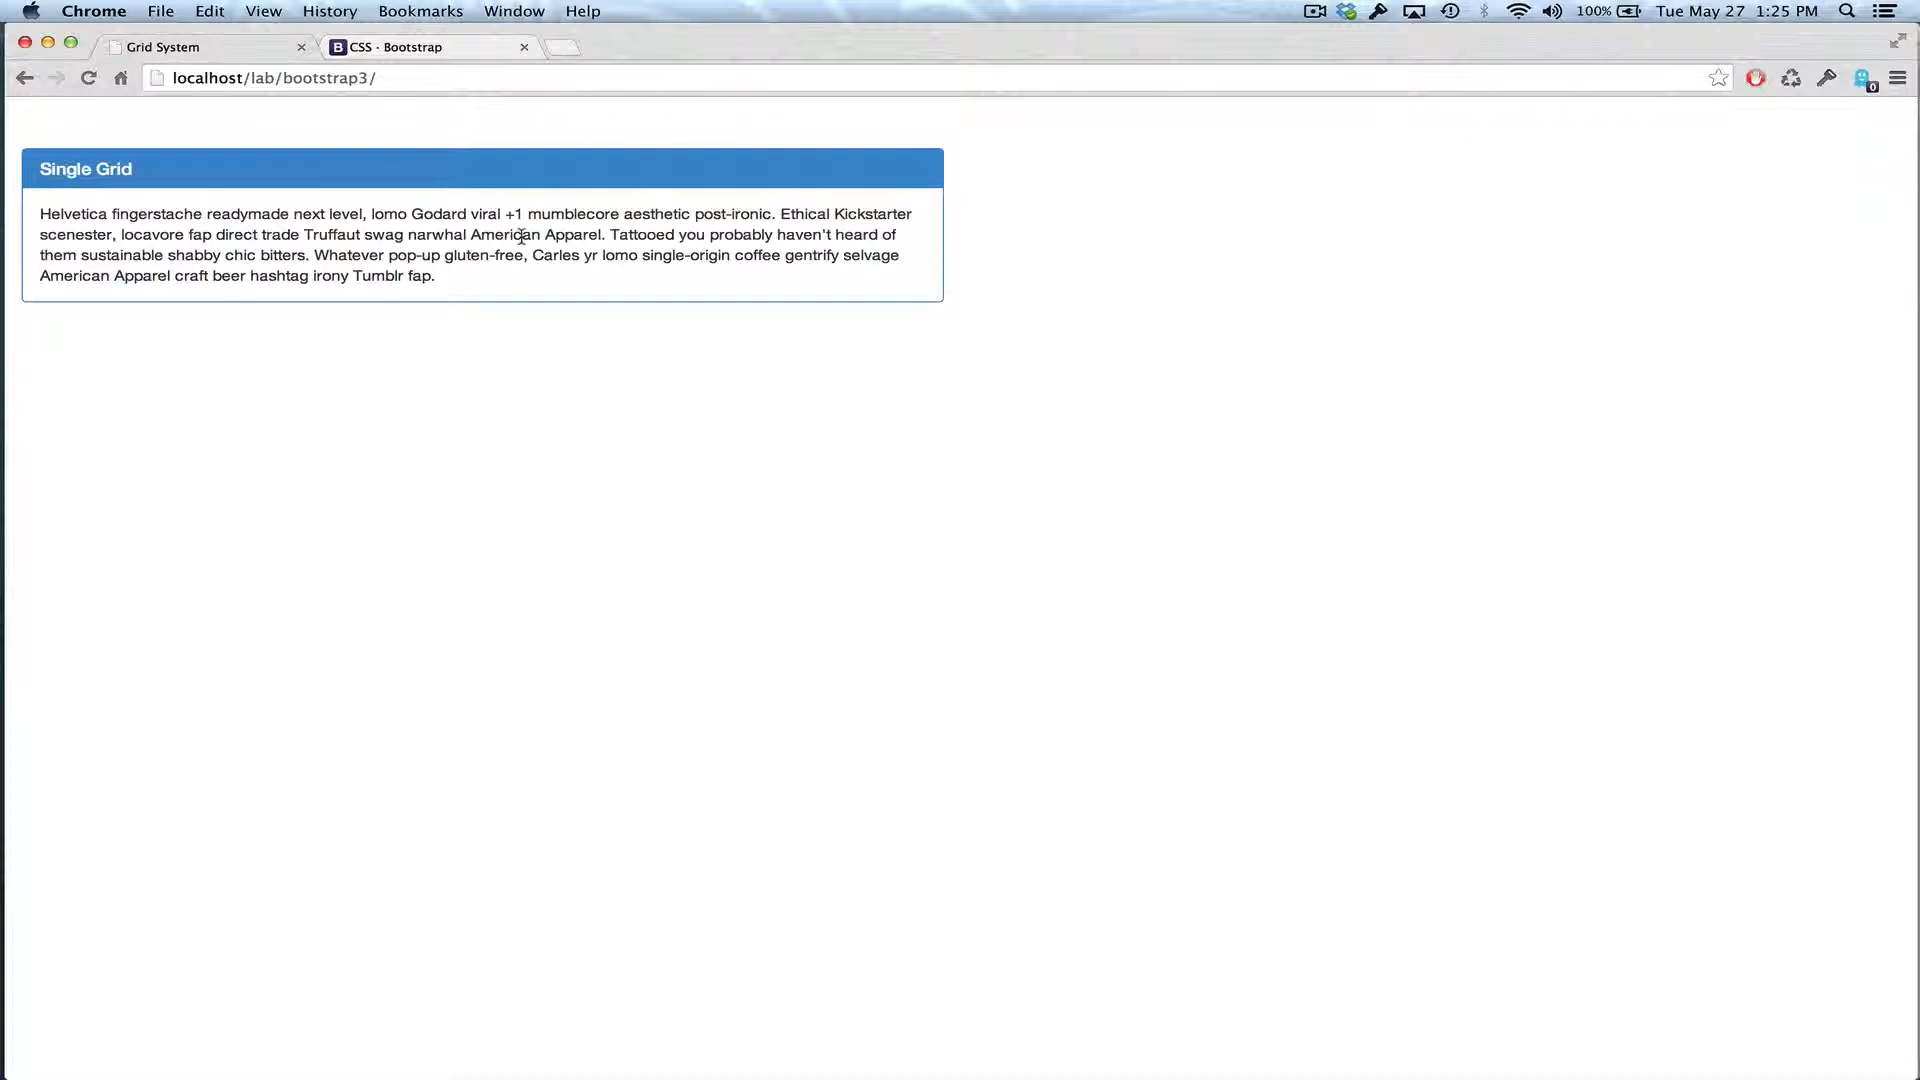 Chrome File Edit View History Bookmarks Window Help 100% Tue May 27 1:25 PM
Grid System B CSS · Bootstrap
localhost/lab/bootstrap3/ 0
Single Grid
Helvetica fingerstache readymade next level, lomo Godard viral +1 mumblecore aesthetic post-ironic. Ethical Kickstarter
scenester, locavore fap direct trade Truffaut swag narwhal American Apparel. Tattooed you probably haven't heard of
them sustainable shabby chic bitters. Whatever pop-up gluten-free, Carles yr lomo single-origin coffee gentrify selvage
American Apparel craft beer hashtag irony Tumblr fap.